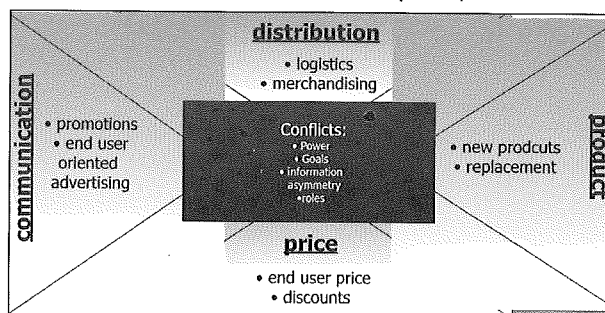 distribution
• logistics
• merchandising
communication
• promotions
• end user
oriented
advertising
Conflicts:
• Power
• Goals
• information
asymmetry
•roles
• new prodcuts
• replacement
product
price
• end user price
• discounts